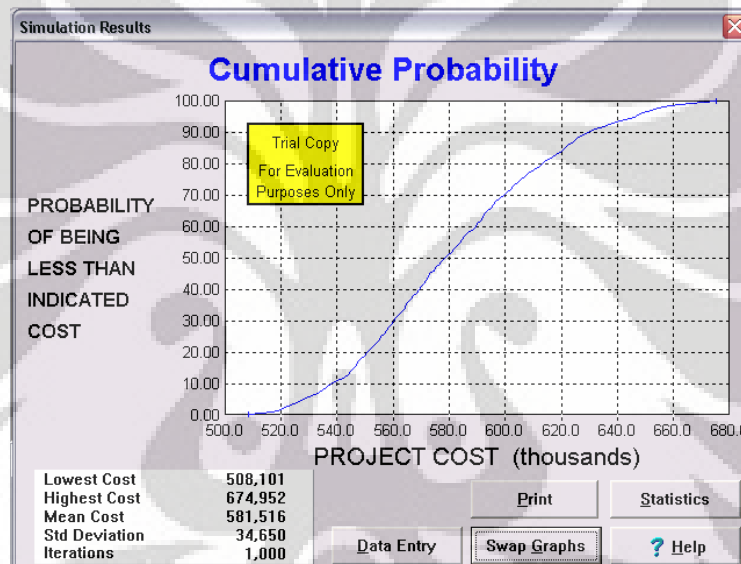 Simulation Results
Cumulative Probability
100.00
90.00
80.00
70.00
60.00
50.00
40.00
30.00
20.00
10.00
0.00
Trial Copy
For Evaluation
Purposes Only
PROBABILITY
OF BEING
LESS THAN
INDICATED
COST
500.0 520.0 540.0 560.0 580.0 600.0 620.0 640.0 660.0 680.0
PROJECT COST (thousands)
Lowest Cost 508,101
Highest Cost 674,952
Mean Cost 581,516
Std Deviation 34,650
Iterations 1,000
Print Statistics
Data Entry Swap Graphs ? Help